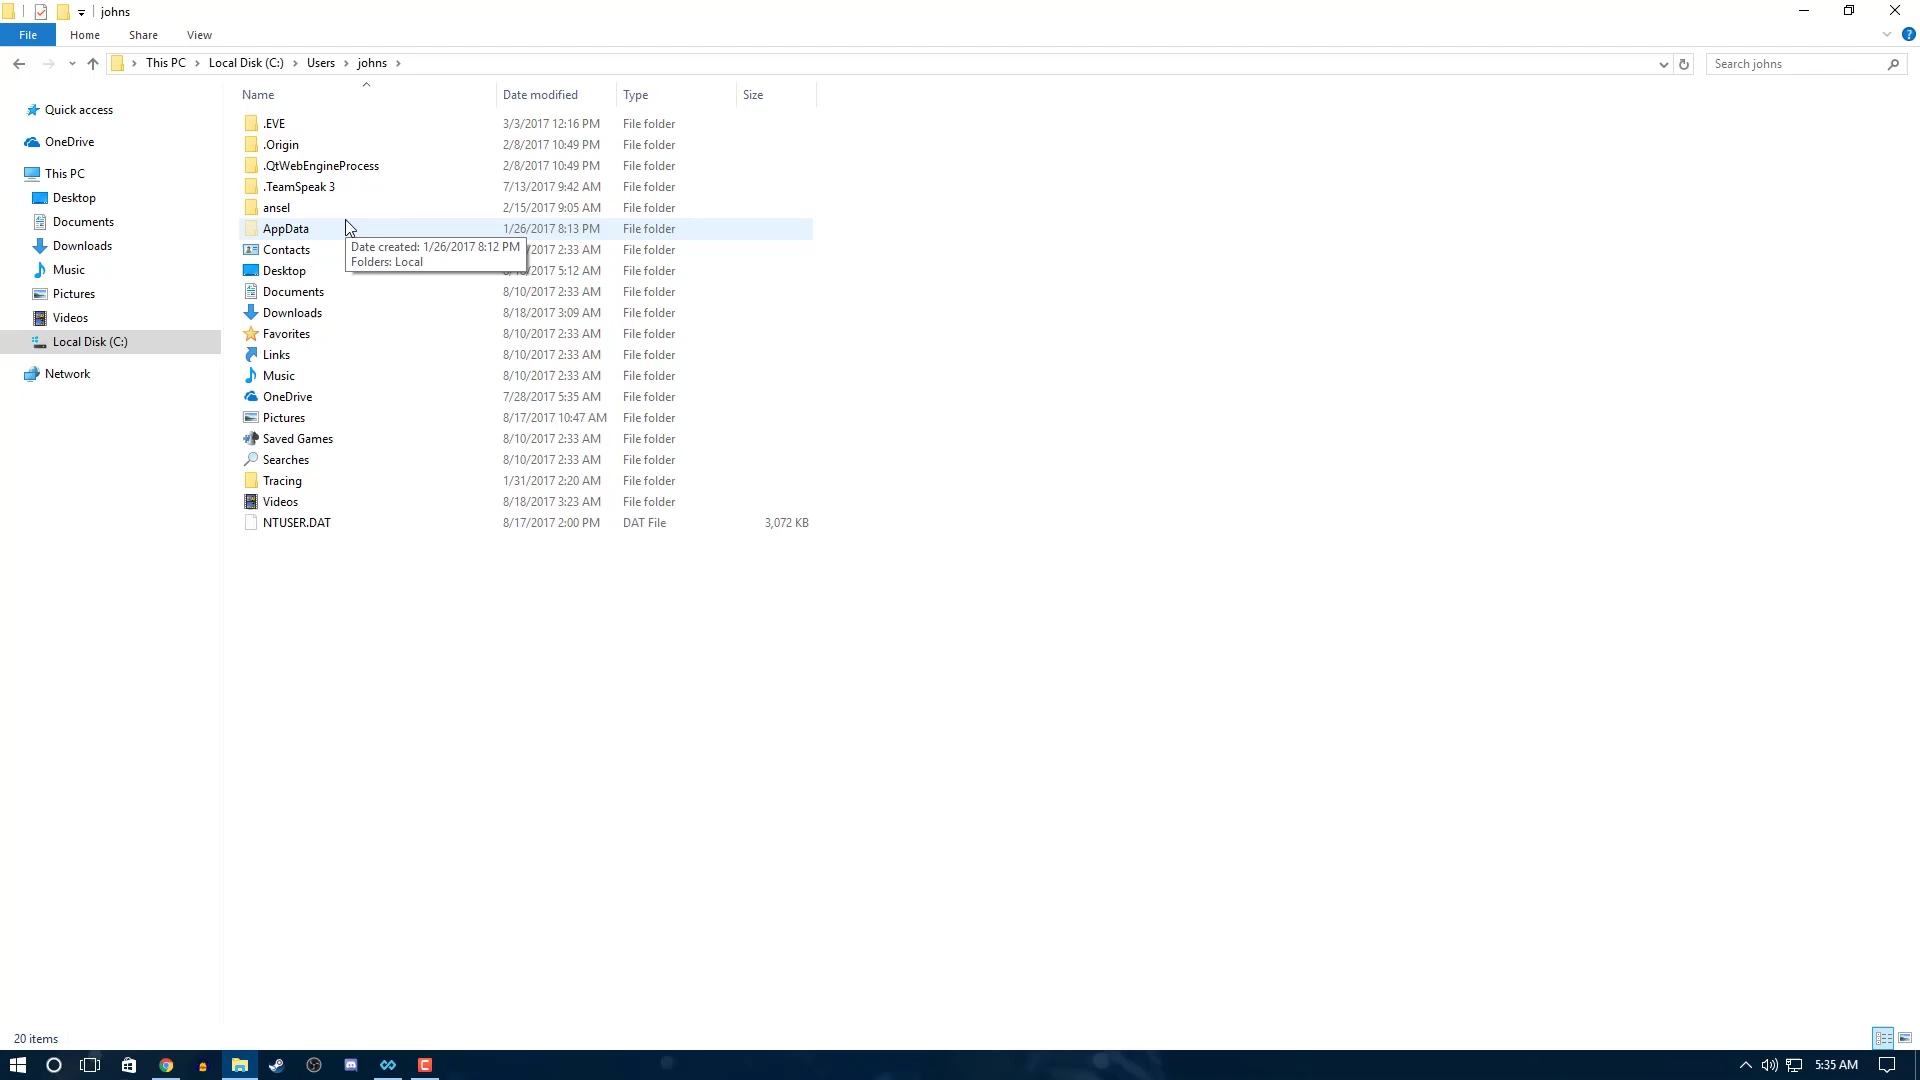 johns
File Home Share View
This PC Local Disk (C:) Users johns
Search johns
Name Date modified Type Size
Quick access
OneDrive
This PC
Desktop
Documents
Downloads
Music
Pictures
Videos
Local Disk (C:)
Network
.EVE 3/3/2017 12:16 PM File folder
.Origin 2/8/2017 10:49 PM File folder
.QtWebEngineProcess 2/8/2017 10:49 PM File folder
.TeamSpeak 3 7/13/2017 9:42 AM File folder
ansel 2/15/2017 9:05 AM File folder
AppData 1/26/2017 8:13 PM File folder
Date created: 1/26/2017 8:12 PM
Folders: Local
Contacts /2017 2:33 AM File folder
Desktop 2017 5:12 AM File folder
Documents 8/10/2017 2:33 AM File folder
Downloads 8/18/2017 3:09 AM File folder
Favorites 8/10/2017 2:33 AM File folder
Links 8/10/2017 2:33 AM File folder
Music 8/10/2017 2:33 AM File folder
OneDrive 7/28/2017 5:35 AM File folder
Pictures 8/17/2017 10:47 AM File folder
Saved Games 8/10/2017 2:33 AM File folder
Searches 8/10/2017 2:33 AM File folder
Tracing 1/31/2017 2:20 AM File folder
Videos 8/18/2017 3:23 AM File folder
NTUSER.DAT 8/17/2017 2:00 PM DAT File 3,072 KB
20 items
5:35 AM